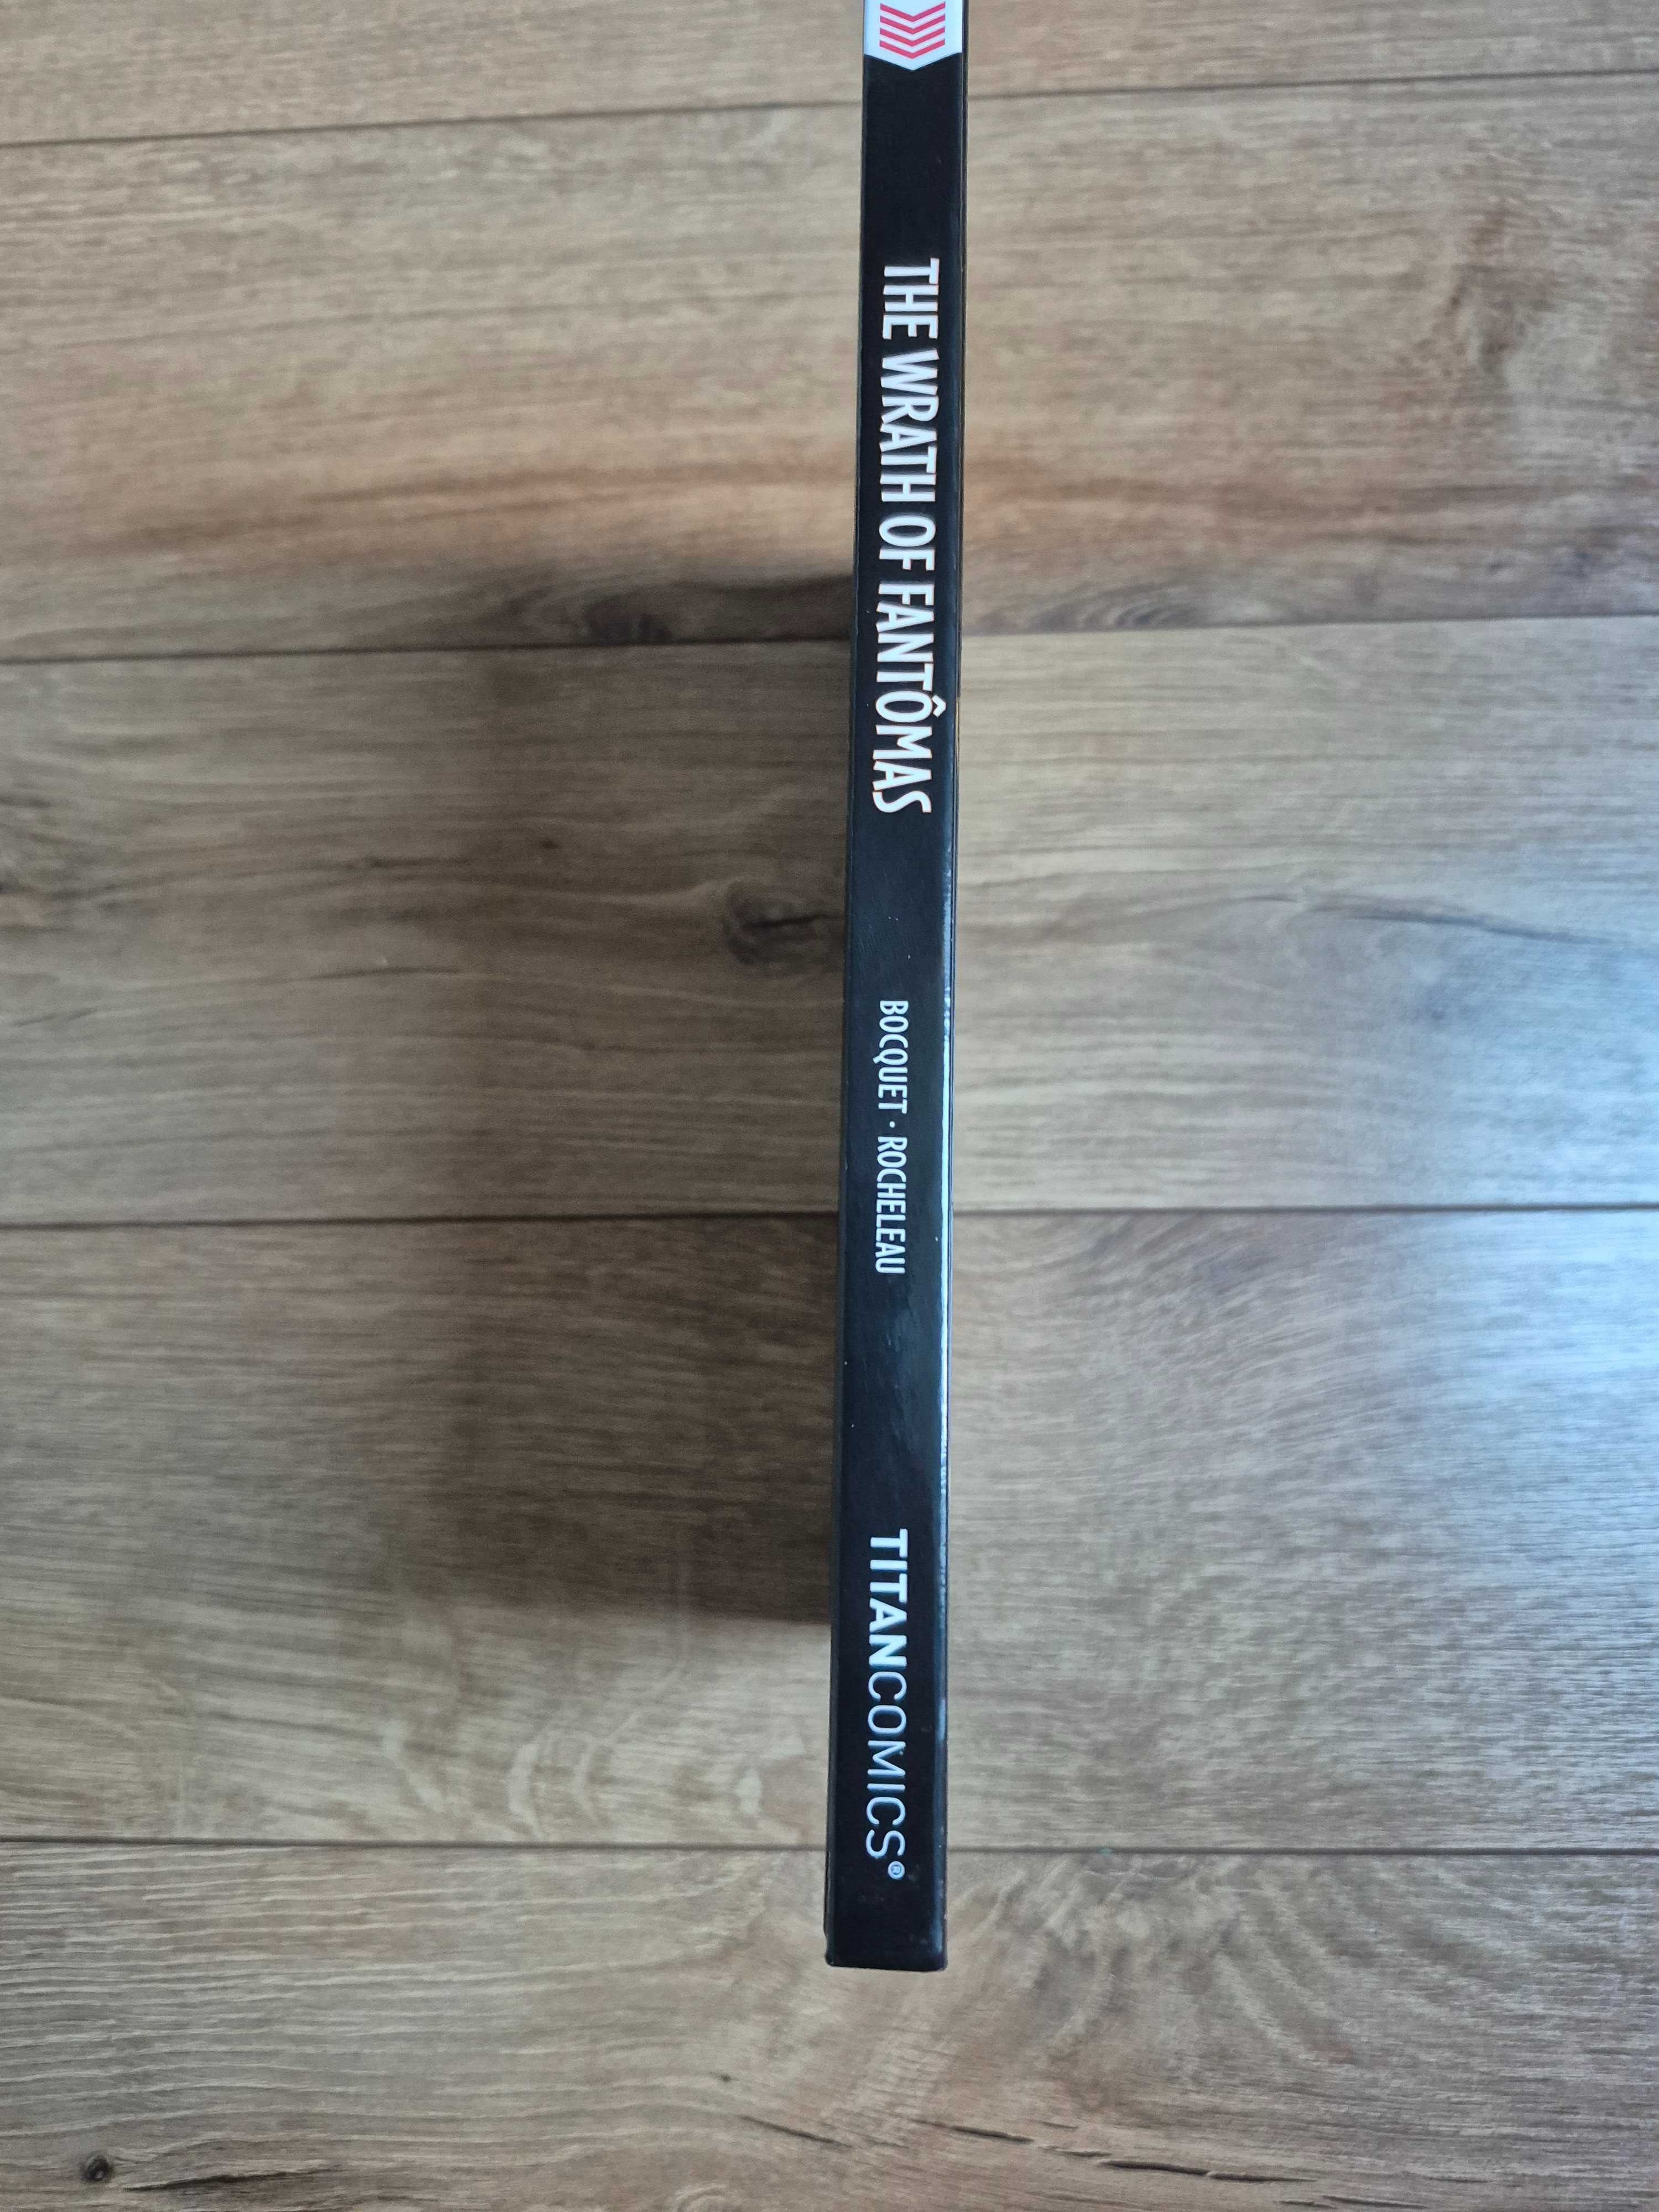 THE WRATH OF FANTÔMAS
BOCQUET · ROCHELEAU
TITANCOMICS®